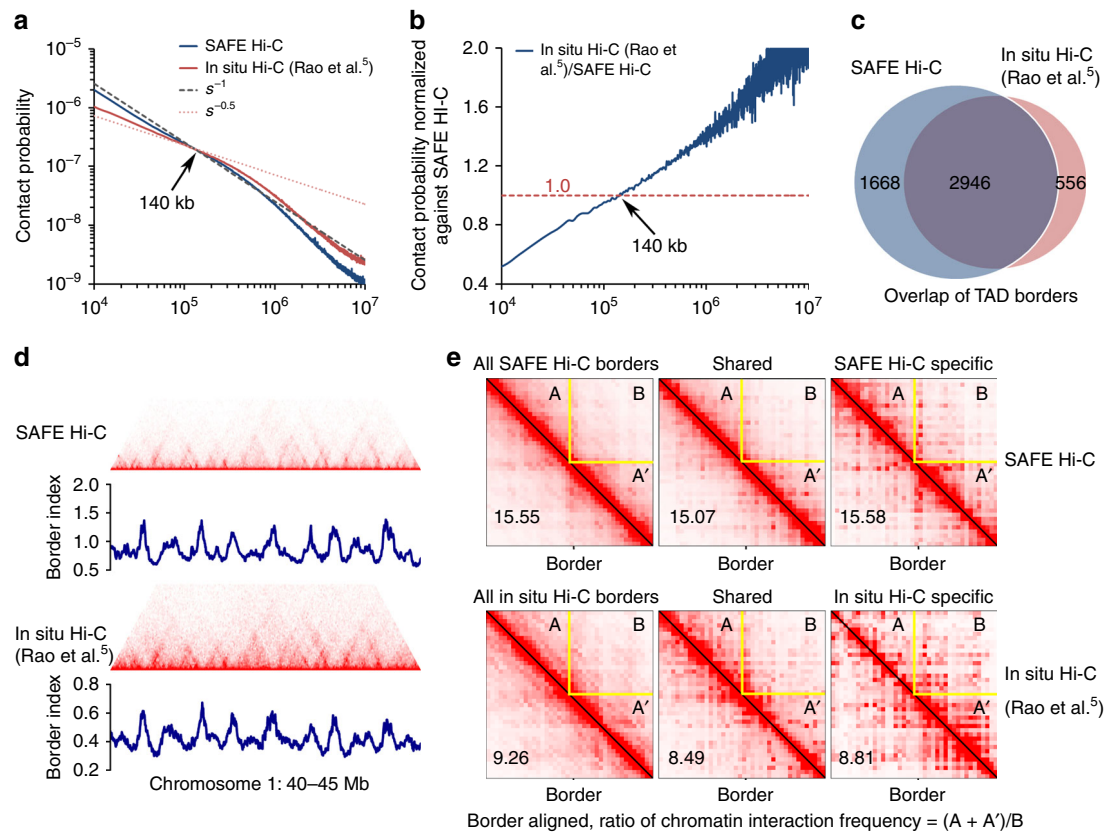 a
10⁻⁵
10⁻⁶
10⁻⁷
10⁻⁸
10⁻⁹
Contact probability
SAFE Hi-C
In situ Hi-C (Rao et al.⁵)
s⁻¹
s⁻⁰·⁵
140 kb
10⁴
10⁵
10⁶
10⁷
b
2.0
1.6
1.2
0.8
0.4
Contact probability normalized
against SAFE HI-C
In situ Hi-C (Rao et
al.⁵)/SAFE Hi-C
1.0
140 kb
10⁴
10⁵
10⁶
10⁷
c
SAFE Hi-C
In situ Hi-C
(Rao et al.⁵)
1668
2946
556
Overlap of TAD borders
d
SAFE Hi-C
2.0
1.5
1.0
0.5
Border index
In situ Hi-C
(Rao et al.⁵)
0.8
0.6
0.4
0.2
Border index
Chromosome 1: 40–45 Mb
e
All SAFE Hi-C borders
Shared
SAFE Hi-C specific
A
B
A′
15.55
A
B
A′
15.07
A
B
A′
15.58
SAFE Hi-C
Border
Border
Border
All in situ Hi-C borders
Shared
In situ Hi-C specific
A
B
A′
9.26
A
B
A′
8.49
A
B
A′
8.81
In situ Hi-C
(Rao et al.⁵)
Border
Border
Border
Border aligned, ratio of chromatin interaction frequency = (A + A′)/B